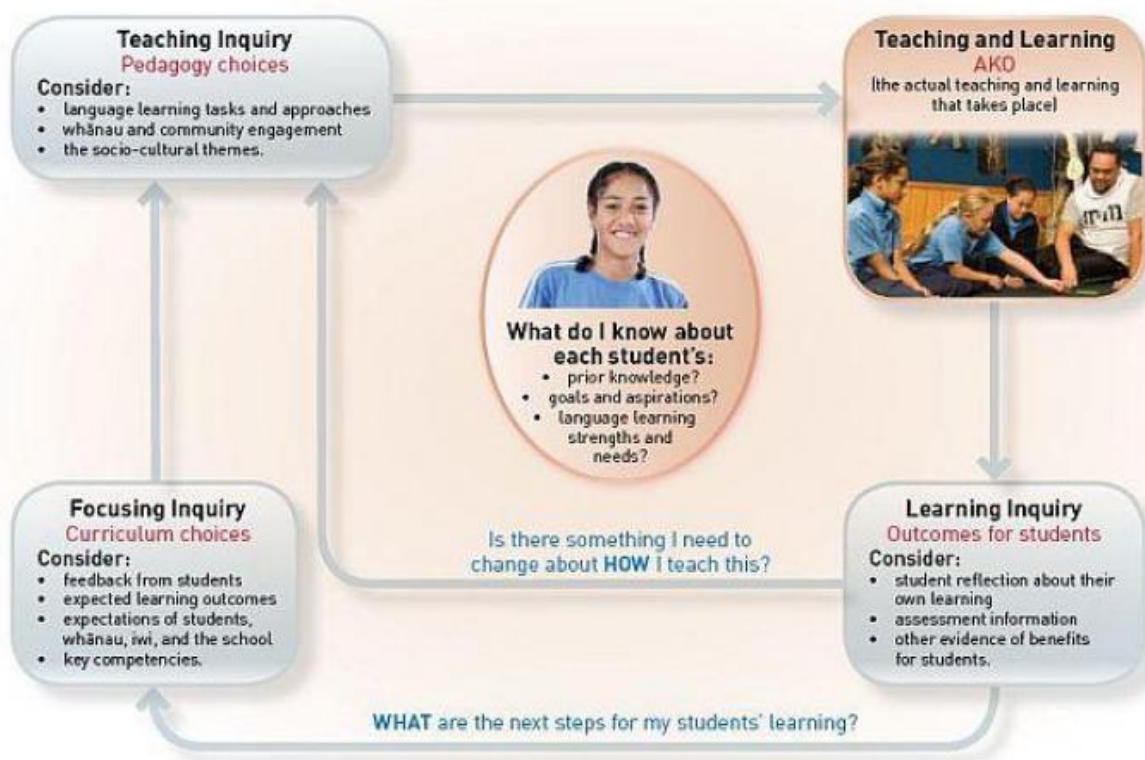 Teaching Inquiry
Pedagogy choices
Consider:
• language learning tasks and approaches
• whānau and community engagement
• the socio-cultural themes.
Teaching and Learning
AKO
(the actual teaching and learning
that takes place)
What do I know about
each student's:
• prior knowledge?
• goals and aspirations?
• language learning
strengths and
needs?
Focusing Inquiry
Curriculum choices
Consider:
• feedback from students
• expected learning outcomes
• expectations of students,
whānau, iwi, and the school
• key competencies.
Is there something I need to
change about HOW I teach this?
Learning Inquiry
Outcomes for students
Consider:
• student reflection about their
own learning
• assessment information
• other evidence of benefits
for students.
WHAT are the next steps for my students' learning?